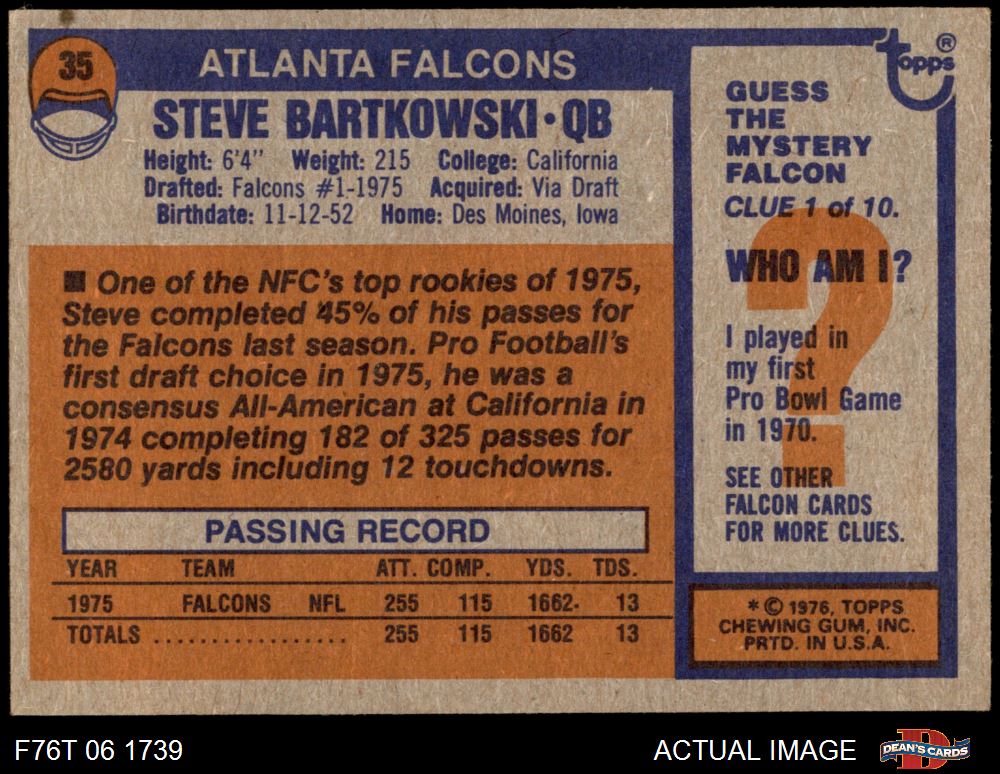 35
ATLANTA FALCONS
STEVE BARTKOWSKI • QB
Height: 6'4" Weight: 215 College: California
Drafted: Falcons #1-1975 Acquired: Via Draft
Birthdate: 11-12-52 Home: Des Moines, Iowa
■ One of the NFC's top rookies of 1975,
Steve completed 45% of his passes for
the Falcons last season. Pro Football's
first draft choice in 1975, he was a
consensus All-American at California in
1974 completing 182 of 325 passes for
2580 yards including 12 touchdowns.
PASSING RECORD
YEAR TEAM ATT. COMP. YDS. TDS.
1975 FALCONS NFL 255 115 1662 13
TOTALS .................. 255 115 1662 13
topps®
GUESS
THE
MYSTERY
FALCON
CLUE 1 of 10.
?
WHO AM I?
I played in
my first
Pro Bowl Game
in 1970.
SEE OTHER
FALCON CARDS
FOR MORE CLUES.
* © 1976, TOPPS
CHEWING GUM, INC.
PRTD. IN U.S.A.
F76T 06 1739
ACTUAL IMAGE
D
DEAN'S CARDS